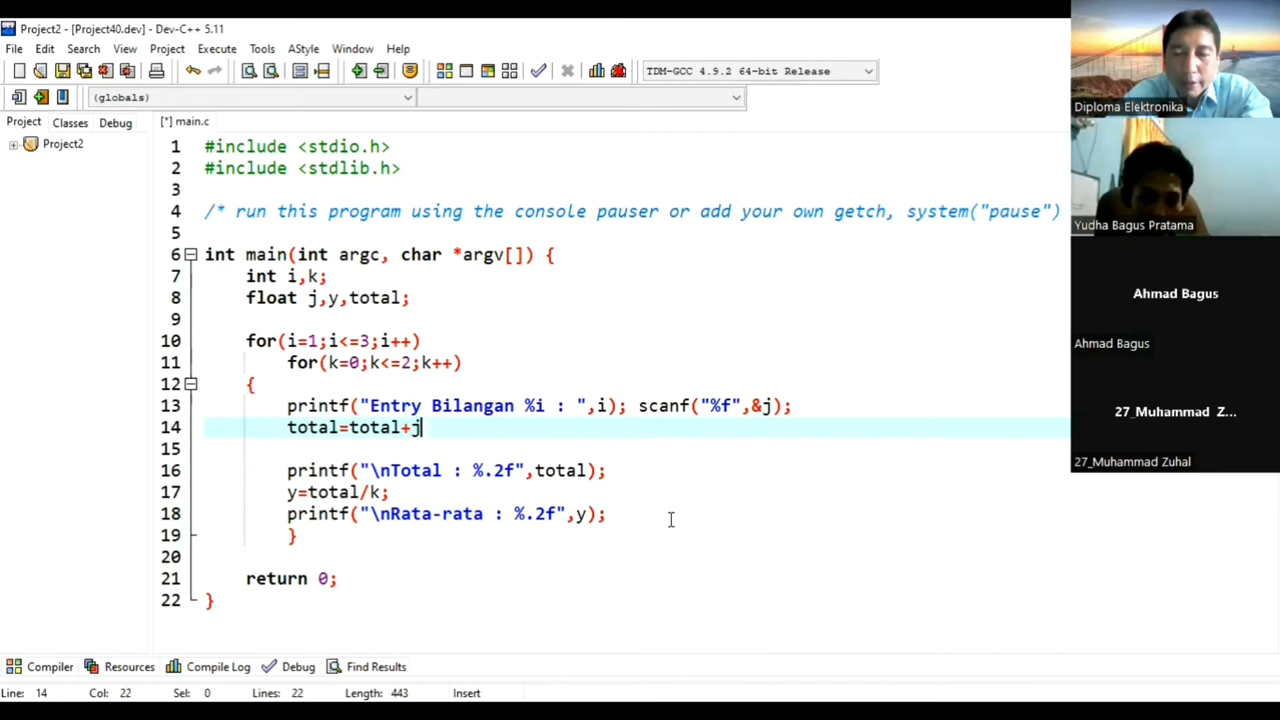 Project2 - [Project40.dev] - Dev-C++ 5.11
File Edit Search View Project Execute Tools AStyle Window Help
TDM-GCC 4.9.2 64-bit Release
(globals)
Project Classes Debug
[*] main.c
Project2
1 #include <stdio.h>
2 #include <stdlib.h>
3
4 /* run this program using the console pauser or add your own getch, system("pause")
5
6 int main(int argc, char *argv[]) {
7 int i,k;
8 float j,y,total;
9
10 for(i=1;i<=3;i++)
11 for(k=0;k<=2;k++)
12 {
13 printf("Entry Bilangan %i : ",i); scanf("%f",&j);
14 total=total+j
15
16 printf("\nTotal : %.2f",total);
17 y=total/k;
18 printf("\nRata-rata : %.2f",y);
19 }
20
21 return 0;
22 }
Compiler Resources Compile Log Debug Find Results
Line: 14 Col: 22 Sel: 0 Lines: 22 Length: 443 Insert
Diploma Elektronika
Yudha Bagus Pratama
Ahmad Bagus
Ahmad Bagus
27_Muhammad Z...
27_Muhammad Zuhal